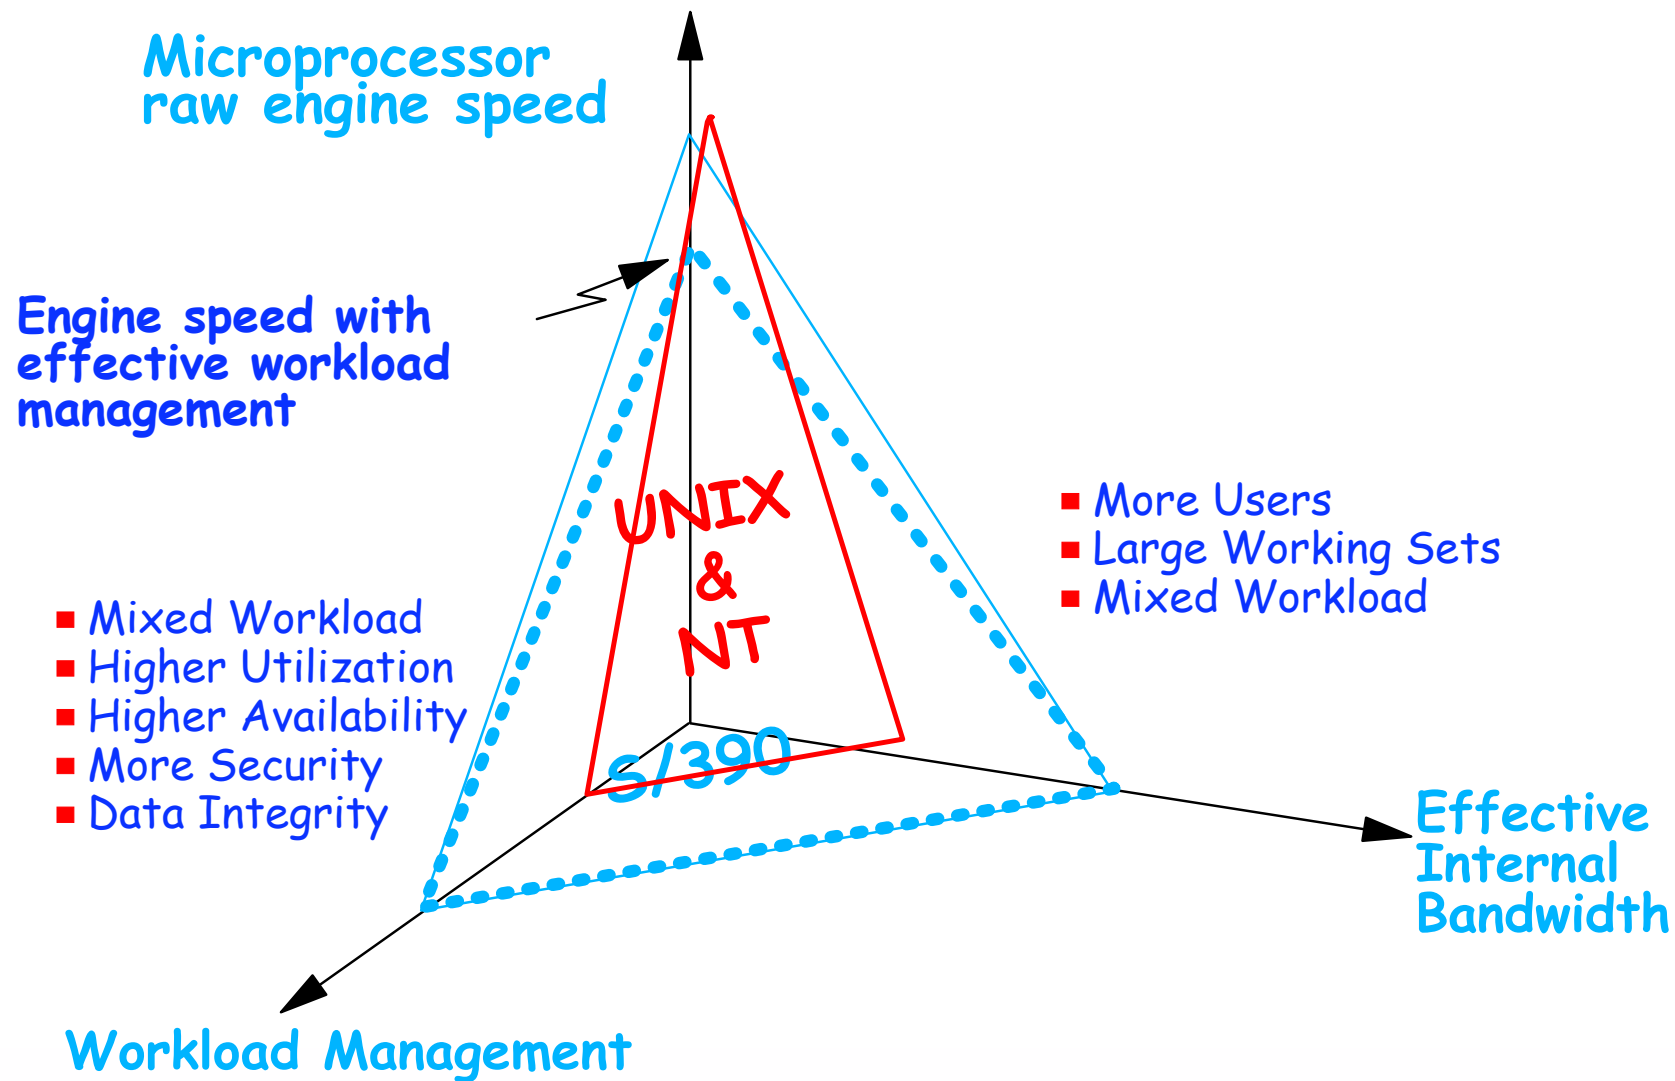 Microprocessor
raw engine speed
Engine speed with
effective workload
management
UNIX
&
NT
More Users
Large Working Sets
Mixed Workload
Mixed Workload
Higher Utilization
Higher Availability
More Security
Data Integrity
S/390
Effective
Internal
Bandwidth
Workload Management